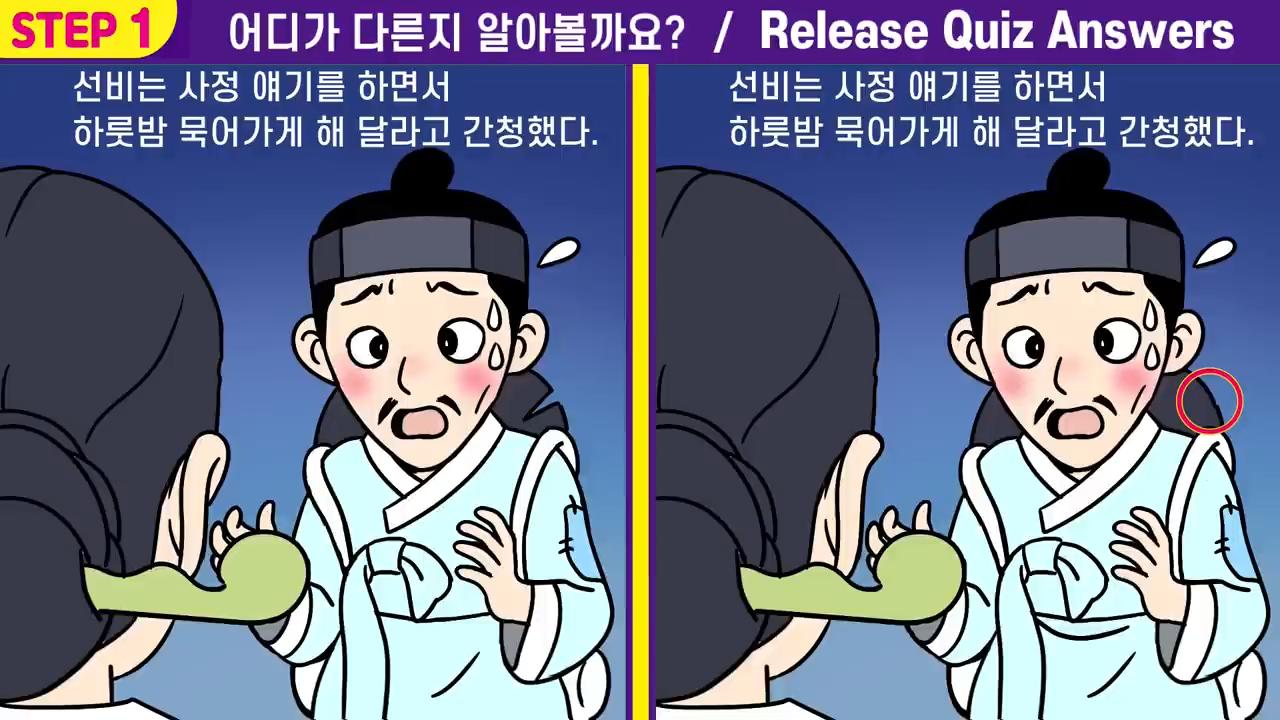 STEP 1
어디가 다른지 알아볼까요? / Release Quiz Answers
선비는 사정 얘기를 하면서
하룻밤 묵어가게 해 달라고 간청했다.
선비는 사정 얘기를 하면서
하룻밤 묵어가게 해 달라고 간청했다.